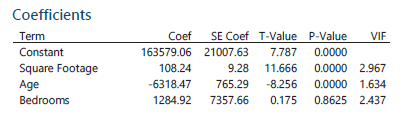 Coefficients
Term Coef SE Coef T-Value P-Value VIF
Constant 163579.06 21007.63 7.787 0.0000
Square Footage 108.24 9.28 11.666 0.0000 2.967
Age -6318.47 765.29 -8.256 0.0000 1.634
Bedrooms 1284.92 7357.66 0.175 0.8625 2.437